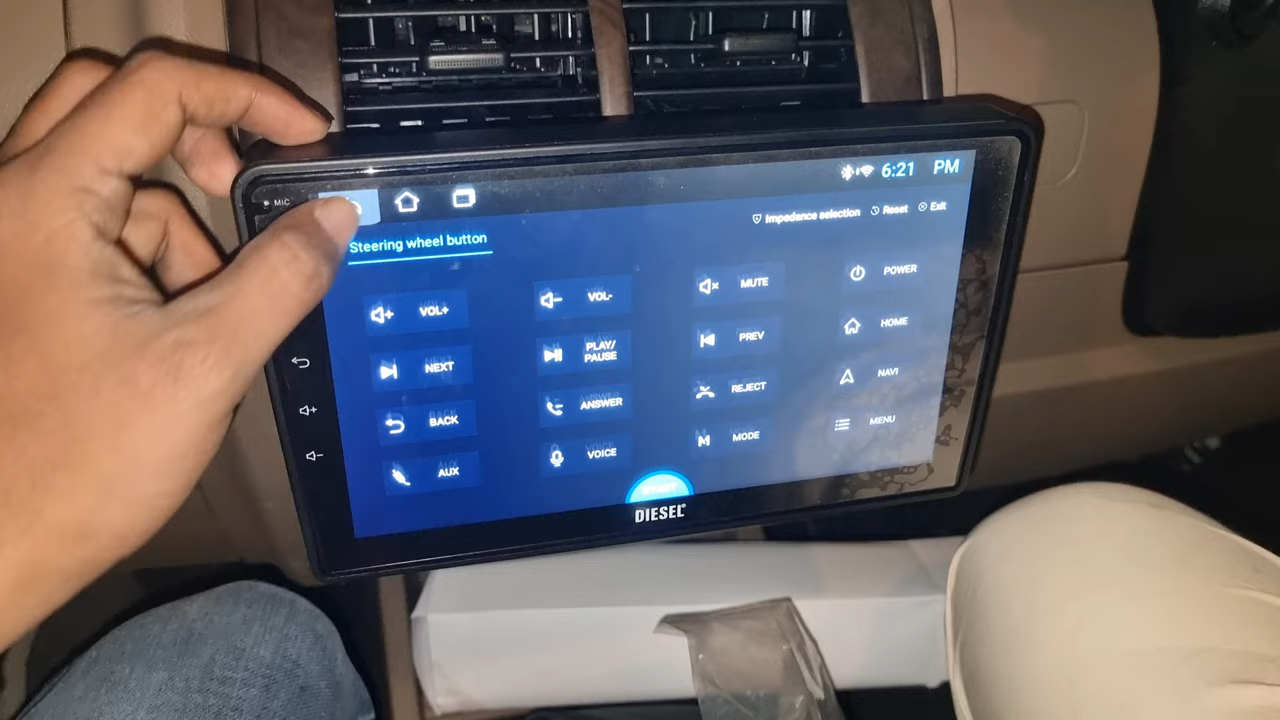 MIC
6:21 PM
Impedance selection Reset Exit
Steering wheel button
VOL+ VOL- MUTE POWER
NEXT PLAY/
PAUSE PREV HOME
BACK ANSWER REJECT NAVI
AUX VOICE MODE MENU
DIESEL